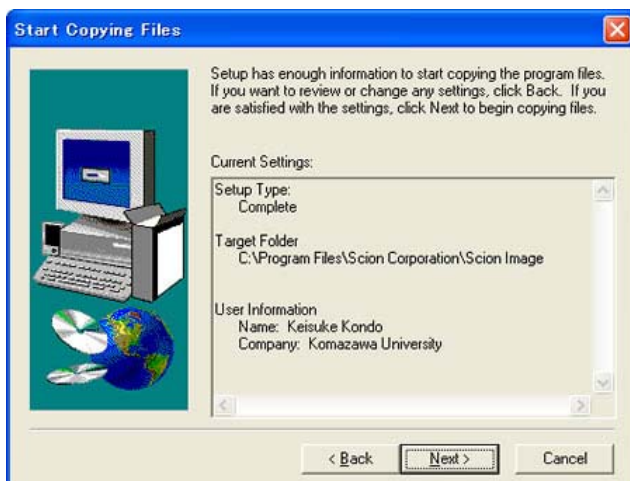 Start Copying Files
Setup has enough information to start copying the program files.
If you want to review or change any settings, click Back. If you
are satisfied with the settings, click Next to begin copying files.
Current Settings:
Setup Type:
Complete
Target Folder
C:\Program Files\Scion Corporation\Scion Image
User Information
Name: Keisuke Kondo
Company: Komazawa University
< Back
Next >
Cancel